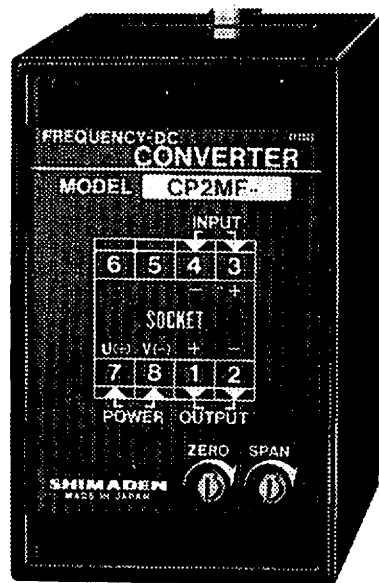 FREQUENCY-DC
CONVERTER
MODEL CP2MF-
INPUT
6 5 4 3
− +
SOCKET
U(+) V(−) + −
7 8 1 2
POWER OUTPUT
ZERO SPAN
SHIMADEN
MADE IN JAPAN